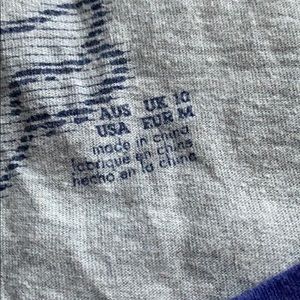 AUS UK 10
USA EUR M
made in china
fabrique en chine
hecho en la china